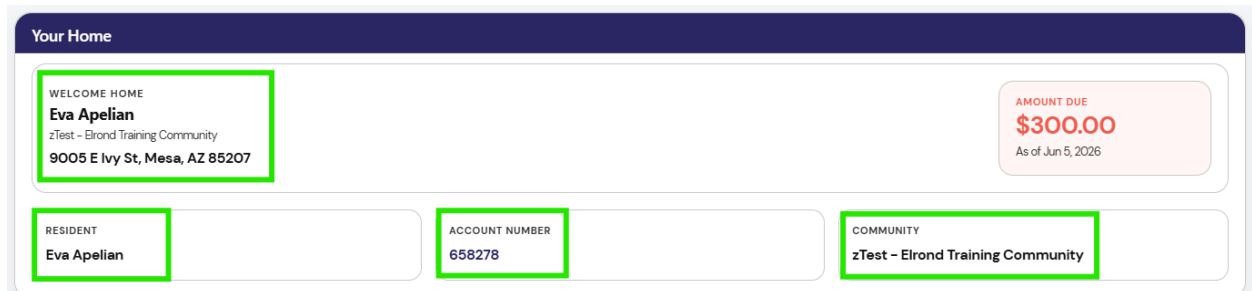 Your Home
WELCOME HOME
Eva Apelian
zTest - Elrond Training Community
9005 E Ivy St, Mesa, AZ 85207
AMOUNT DUE
$300.00
As of Jun 5, 2026
RESIDENT
Eva Apelian
ACCOUNT NUMBER
658278
COMMUNITY
zTest - Elrond Training Community